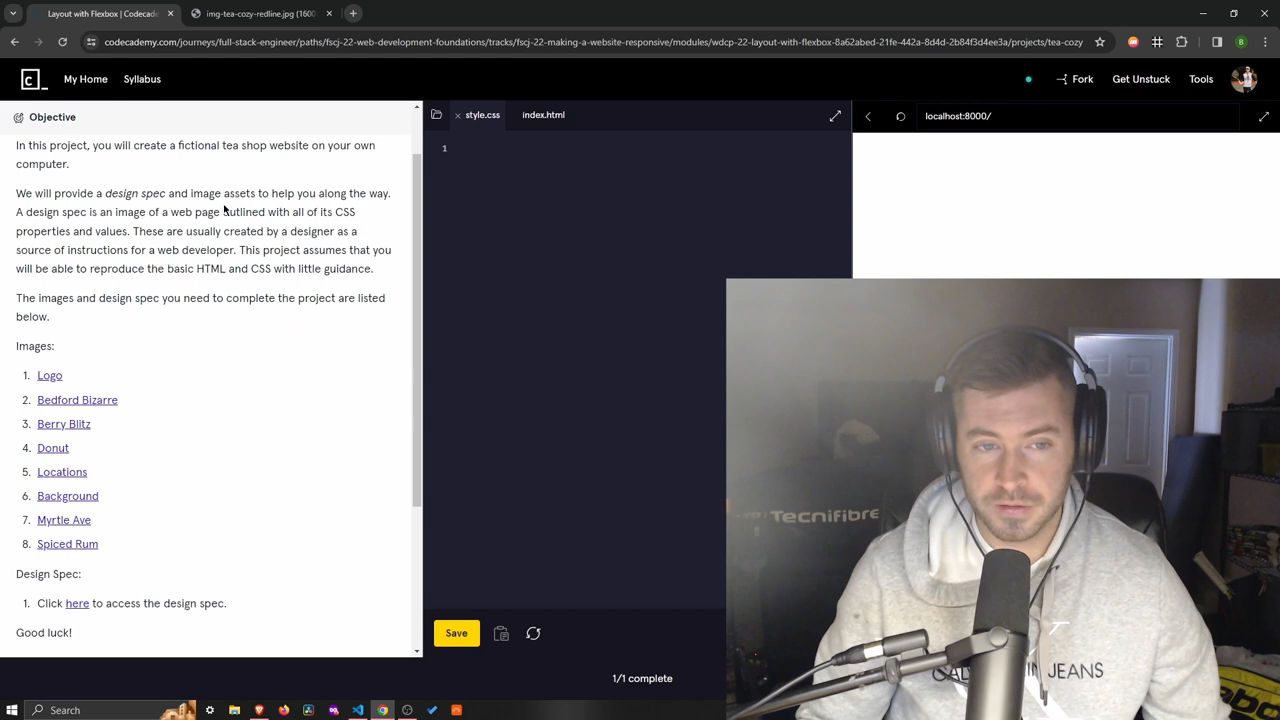 Layout with Flexbox | Codecade
img-tea-cozy-redline.jpg (1600
codecademy.com/journeys/full-stack-engineer/paths/fscj-22-web-development-foundations/tracks/fscj-22-making-a-website-responsive/modules/wdcp-22-layout-with-flexbox-8a62abed-21fe-442a-8d4d-2b84f3d4ee3a/projects/tea-cozy
B
c_
My Home
Syllabus
Fork
Get Unstuck
Tools
Objective
style.css
index.html
localhost:8000/
In this project, you will create a fictional tea shop website on your own
computer.
We will provide a design spec and image assets to help you along the way.
A design spec is an image of a web page outlined with all of its CSS
properties and values. These are usually created by a designer as a
source of instructions for a web developer. This project assumes that you
will be able to reproduce the basic HTML and CSS with little guidance.
The images and design spec you need to complete the project are listed
below.
Images:
1. Logo
2. Bedford Bizarre
3. Berry Blitz
4. Donut
5. Locations
6. Background
7. Myrtle Ave
8. Spiced Rum
Design Spec:
1. Click here to access the design spec.
Good luck!
1
Save
1/1 complete
Tecnifibre
JEANS
Search